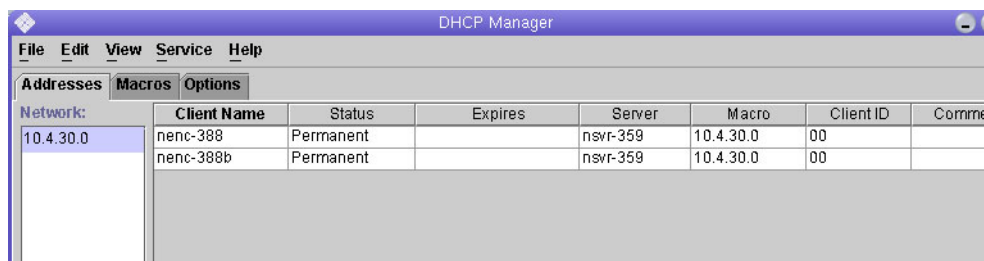 DHCP Manager
File Edit View Service Help
Addresses Macros Options
Network:
10.4.30.0
Client Name Status Expires Server Macro Client ID Comme
nenc-388 Permanent nsvr-359 10.4.30.0 00
nenc-388b Permanent nsvr-359 10.4.30.0 00